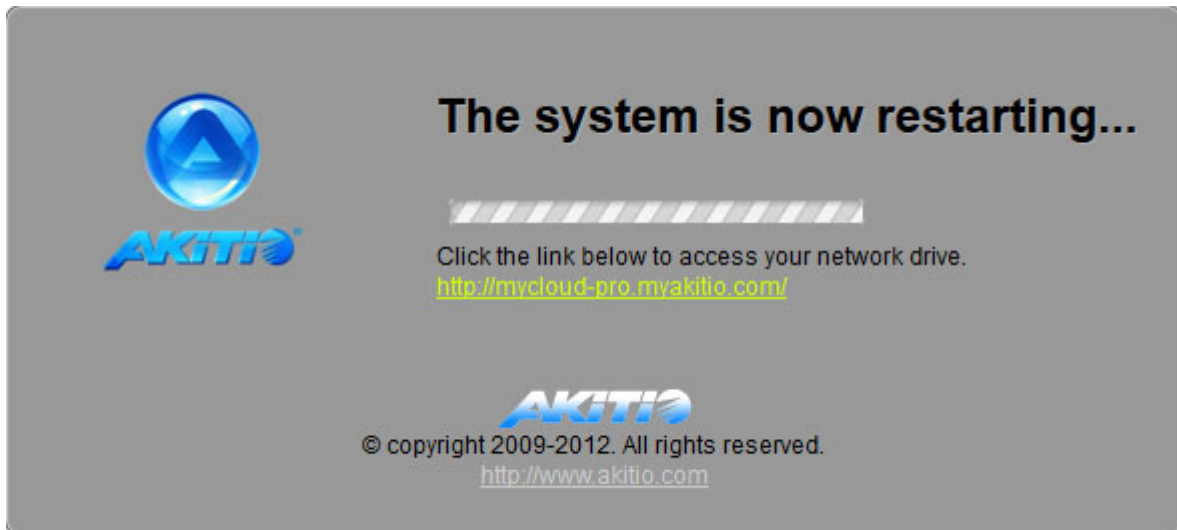 The system is now restarting...
AKiTiO®
Click the link below to access your network drive.
http://mycloud-pro.myakitio.com/
AKiTiO
© copyright 2009-2012. All rights reserved.
http://www.akitio.com